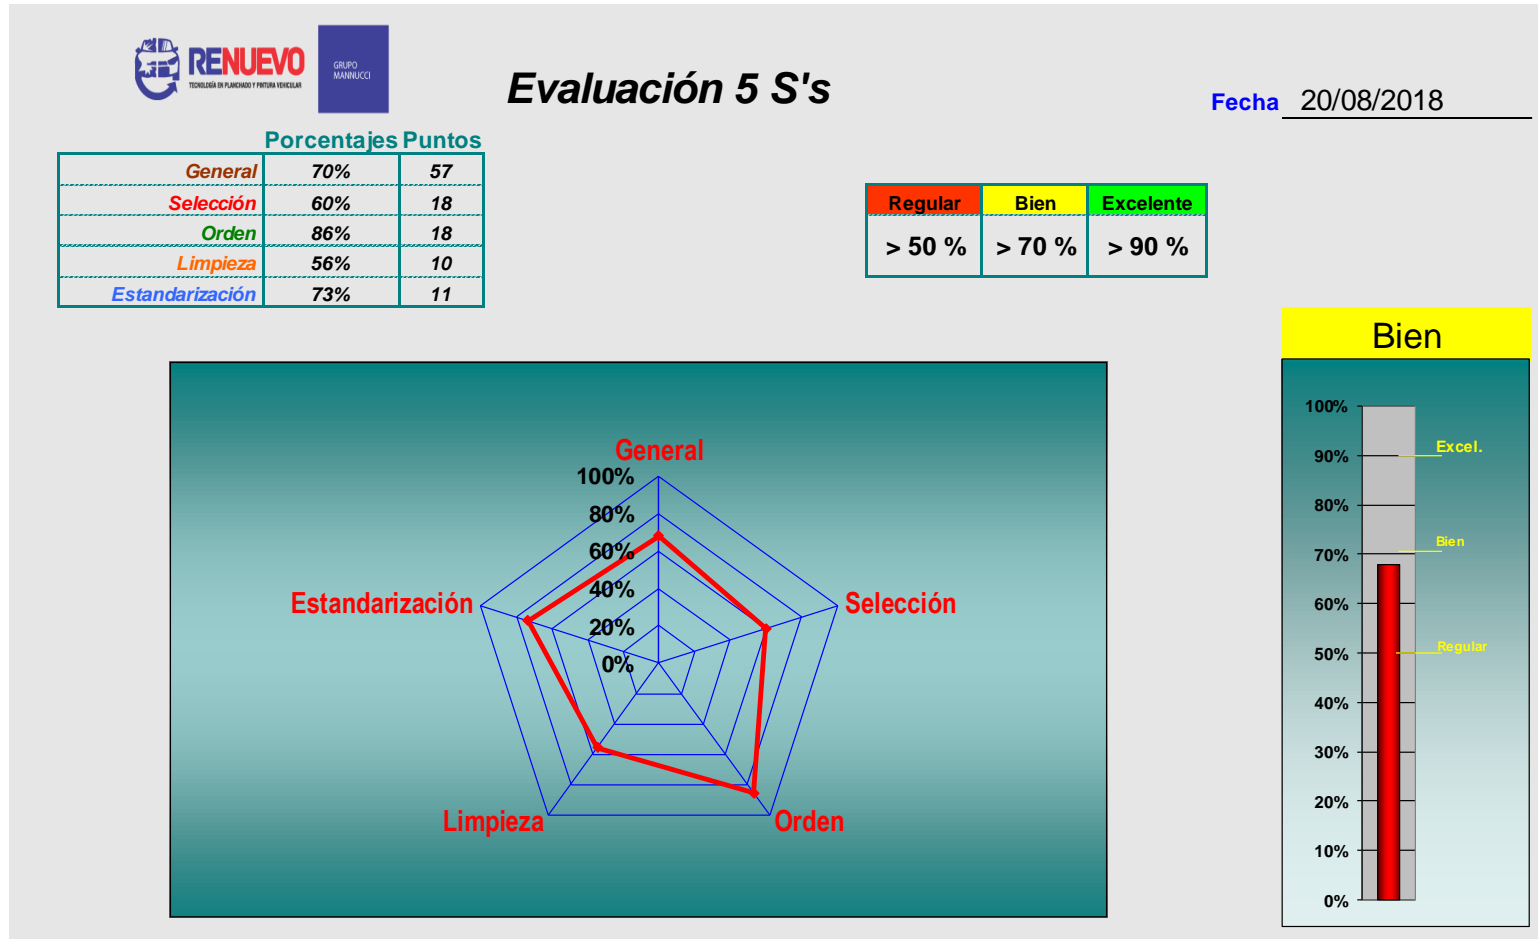 RENUEVO
TECNOLOGÍA EN PLANCHADO Y PINTURA VEHICULAR
GRUPO
MANNUCCI
Evaluación 5 S's
Fecha 20/08/2018
Porcentajes Puntos
General 70% 57
Selección 60% 18
Orden 86% 18
Limpieza 56% 10
Estandarización 73% 11
Regular Bien Excelente
> 50 % > 70 % > 90 %
General
100%
80%
60%
40%
20%
0%
Estandarización
Selección
Limpieza
Orden
Bien
100%
Excel.
90%
80%
Bien
70%
60%
Regular
50%
40%
30%
20%
10%
0%